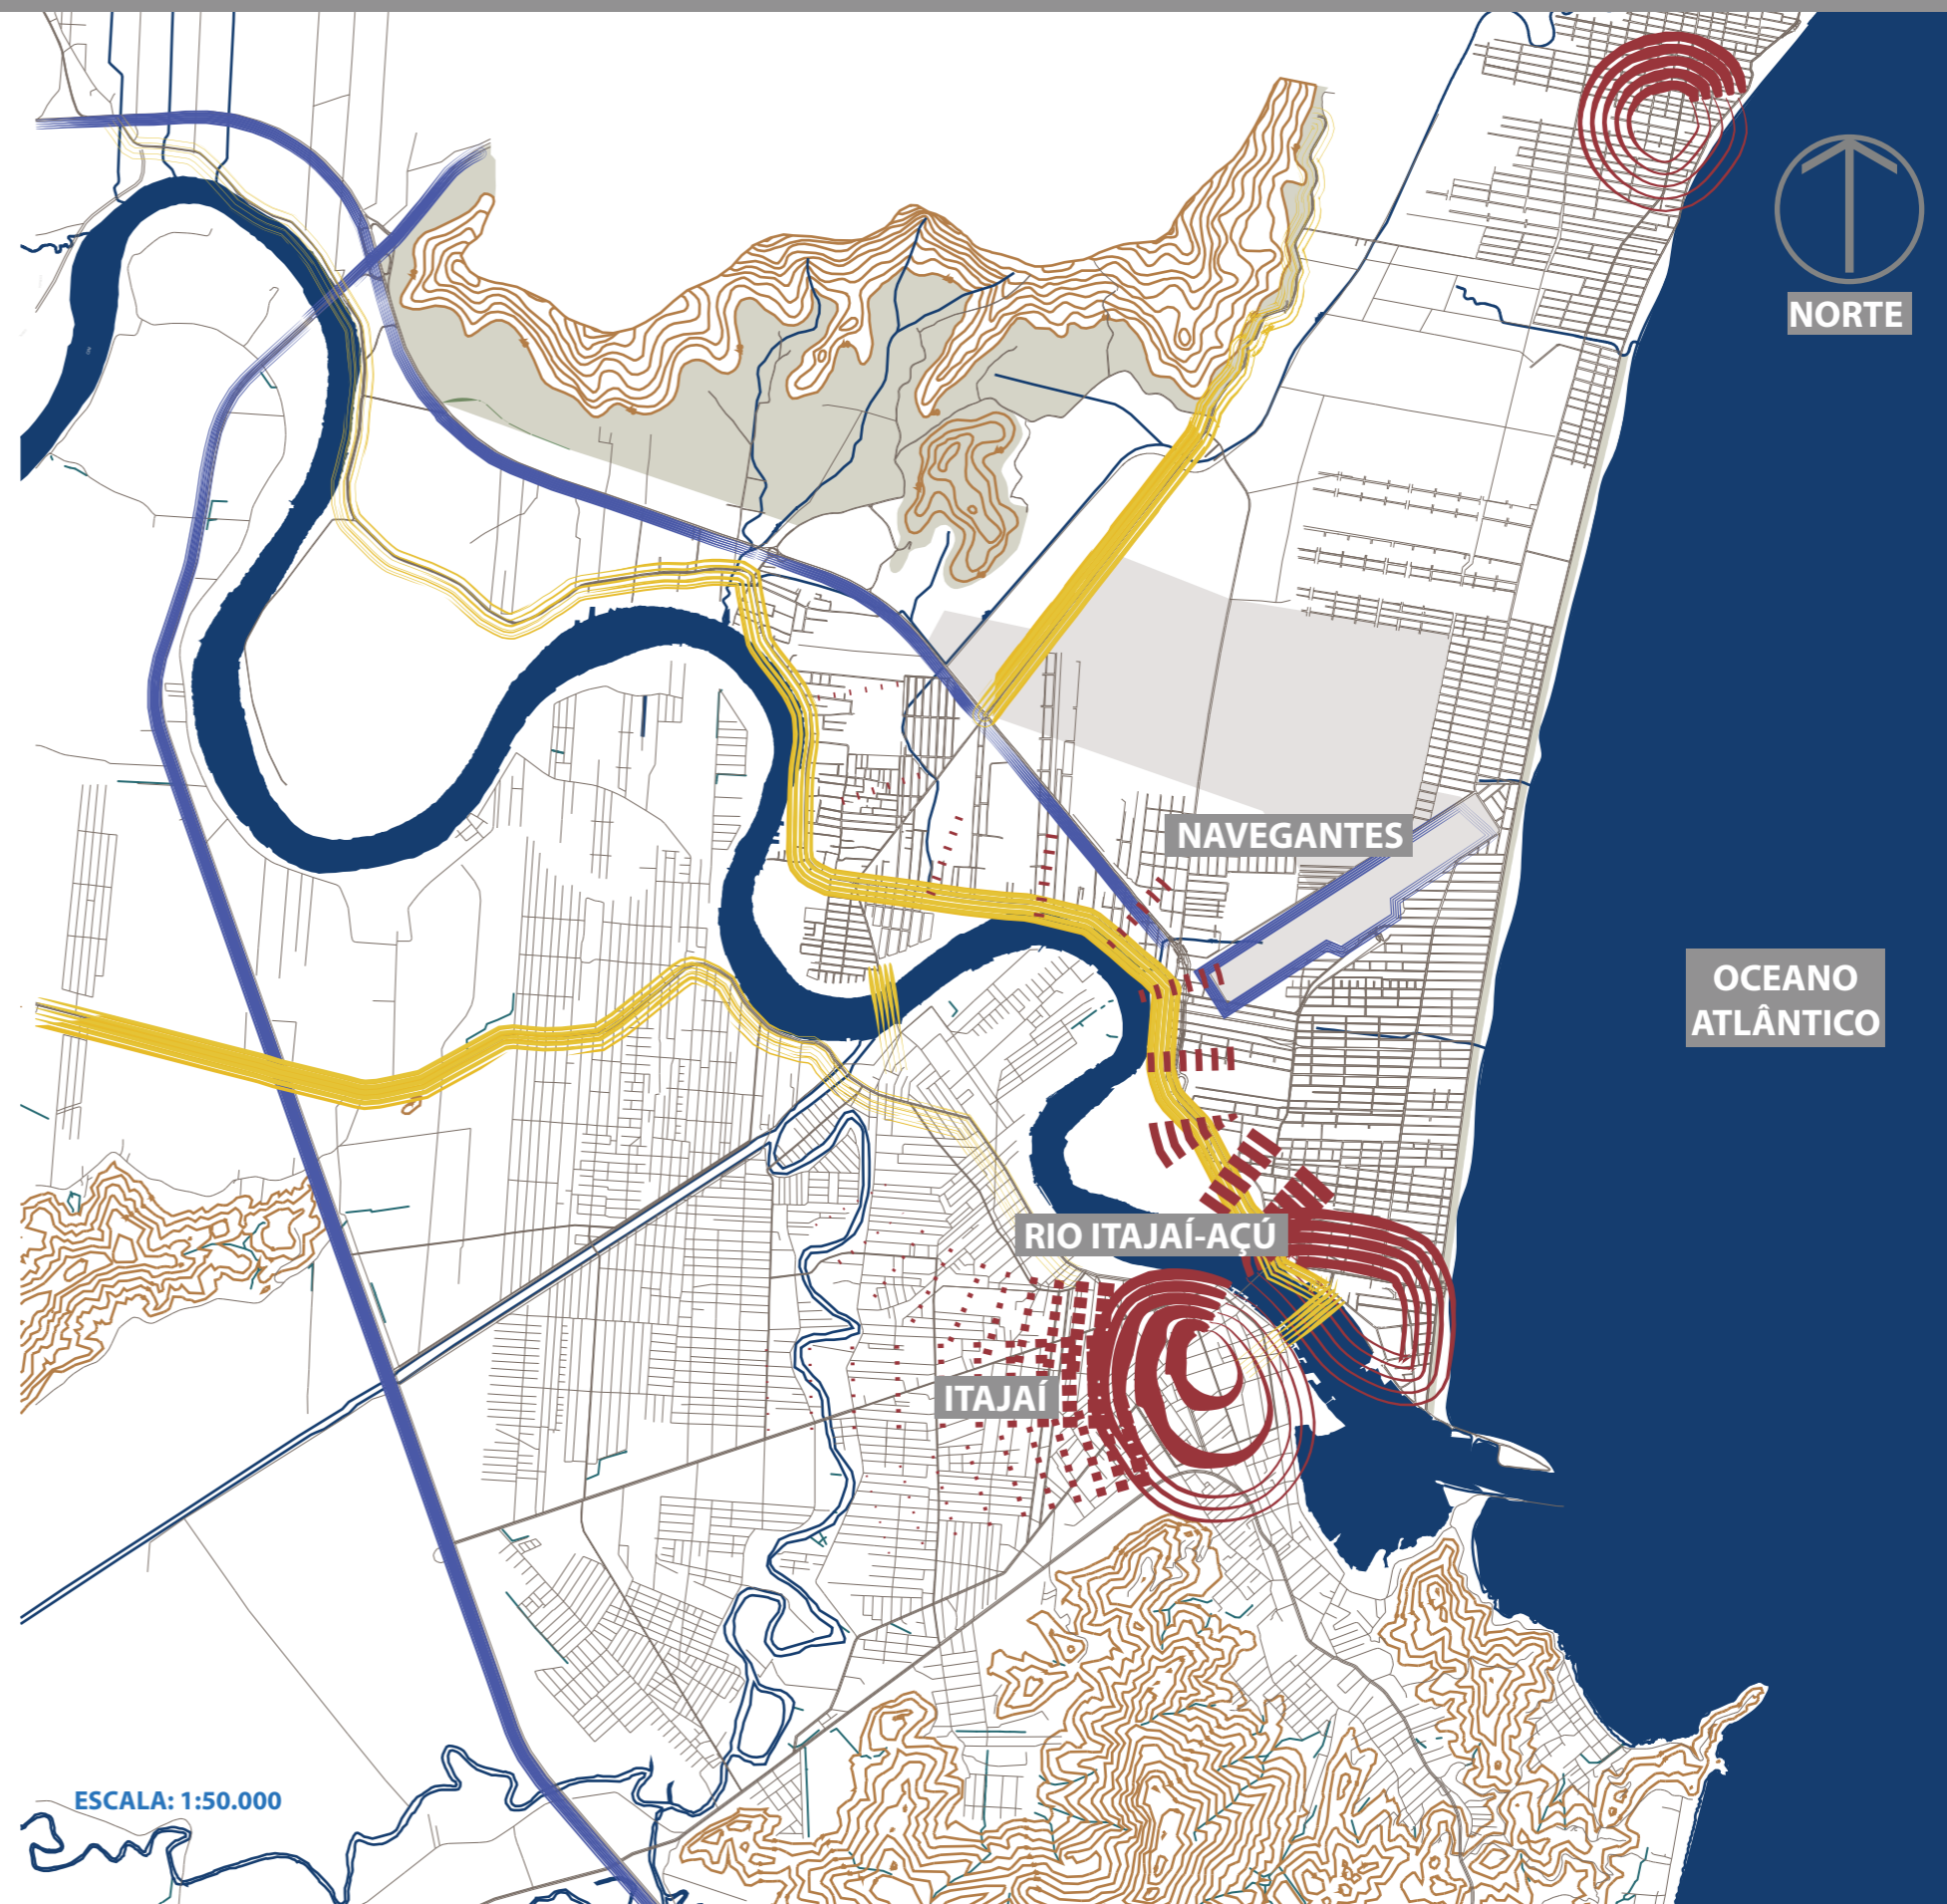 NORTE
NAVEGANTES
OCEANO
ATLÂNTICO
RIO ITAJAÍ-AÇÚ
ITAJAÍ
ESCALA: 1:50.000